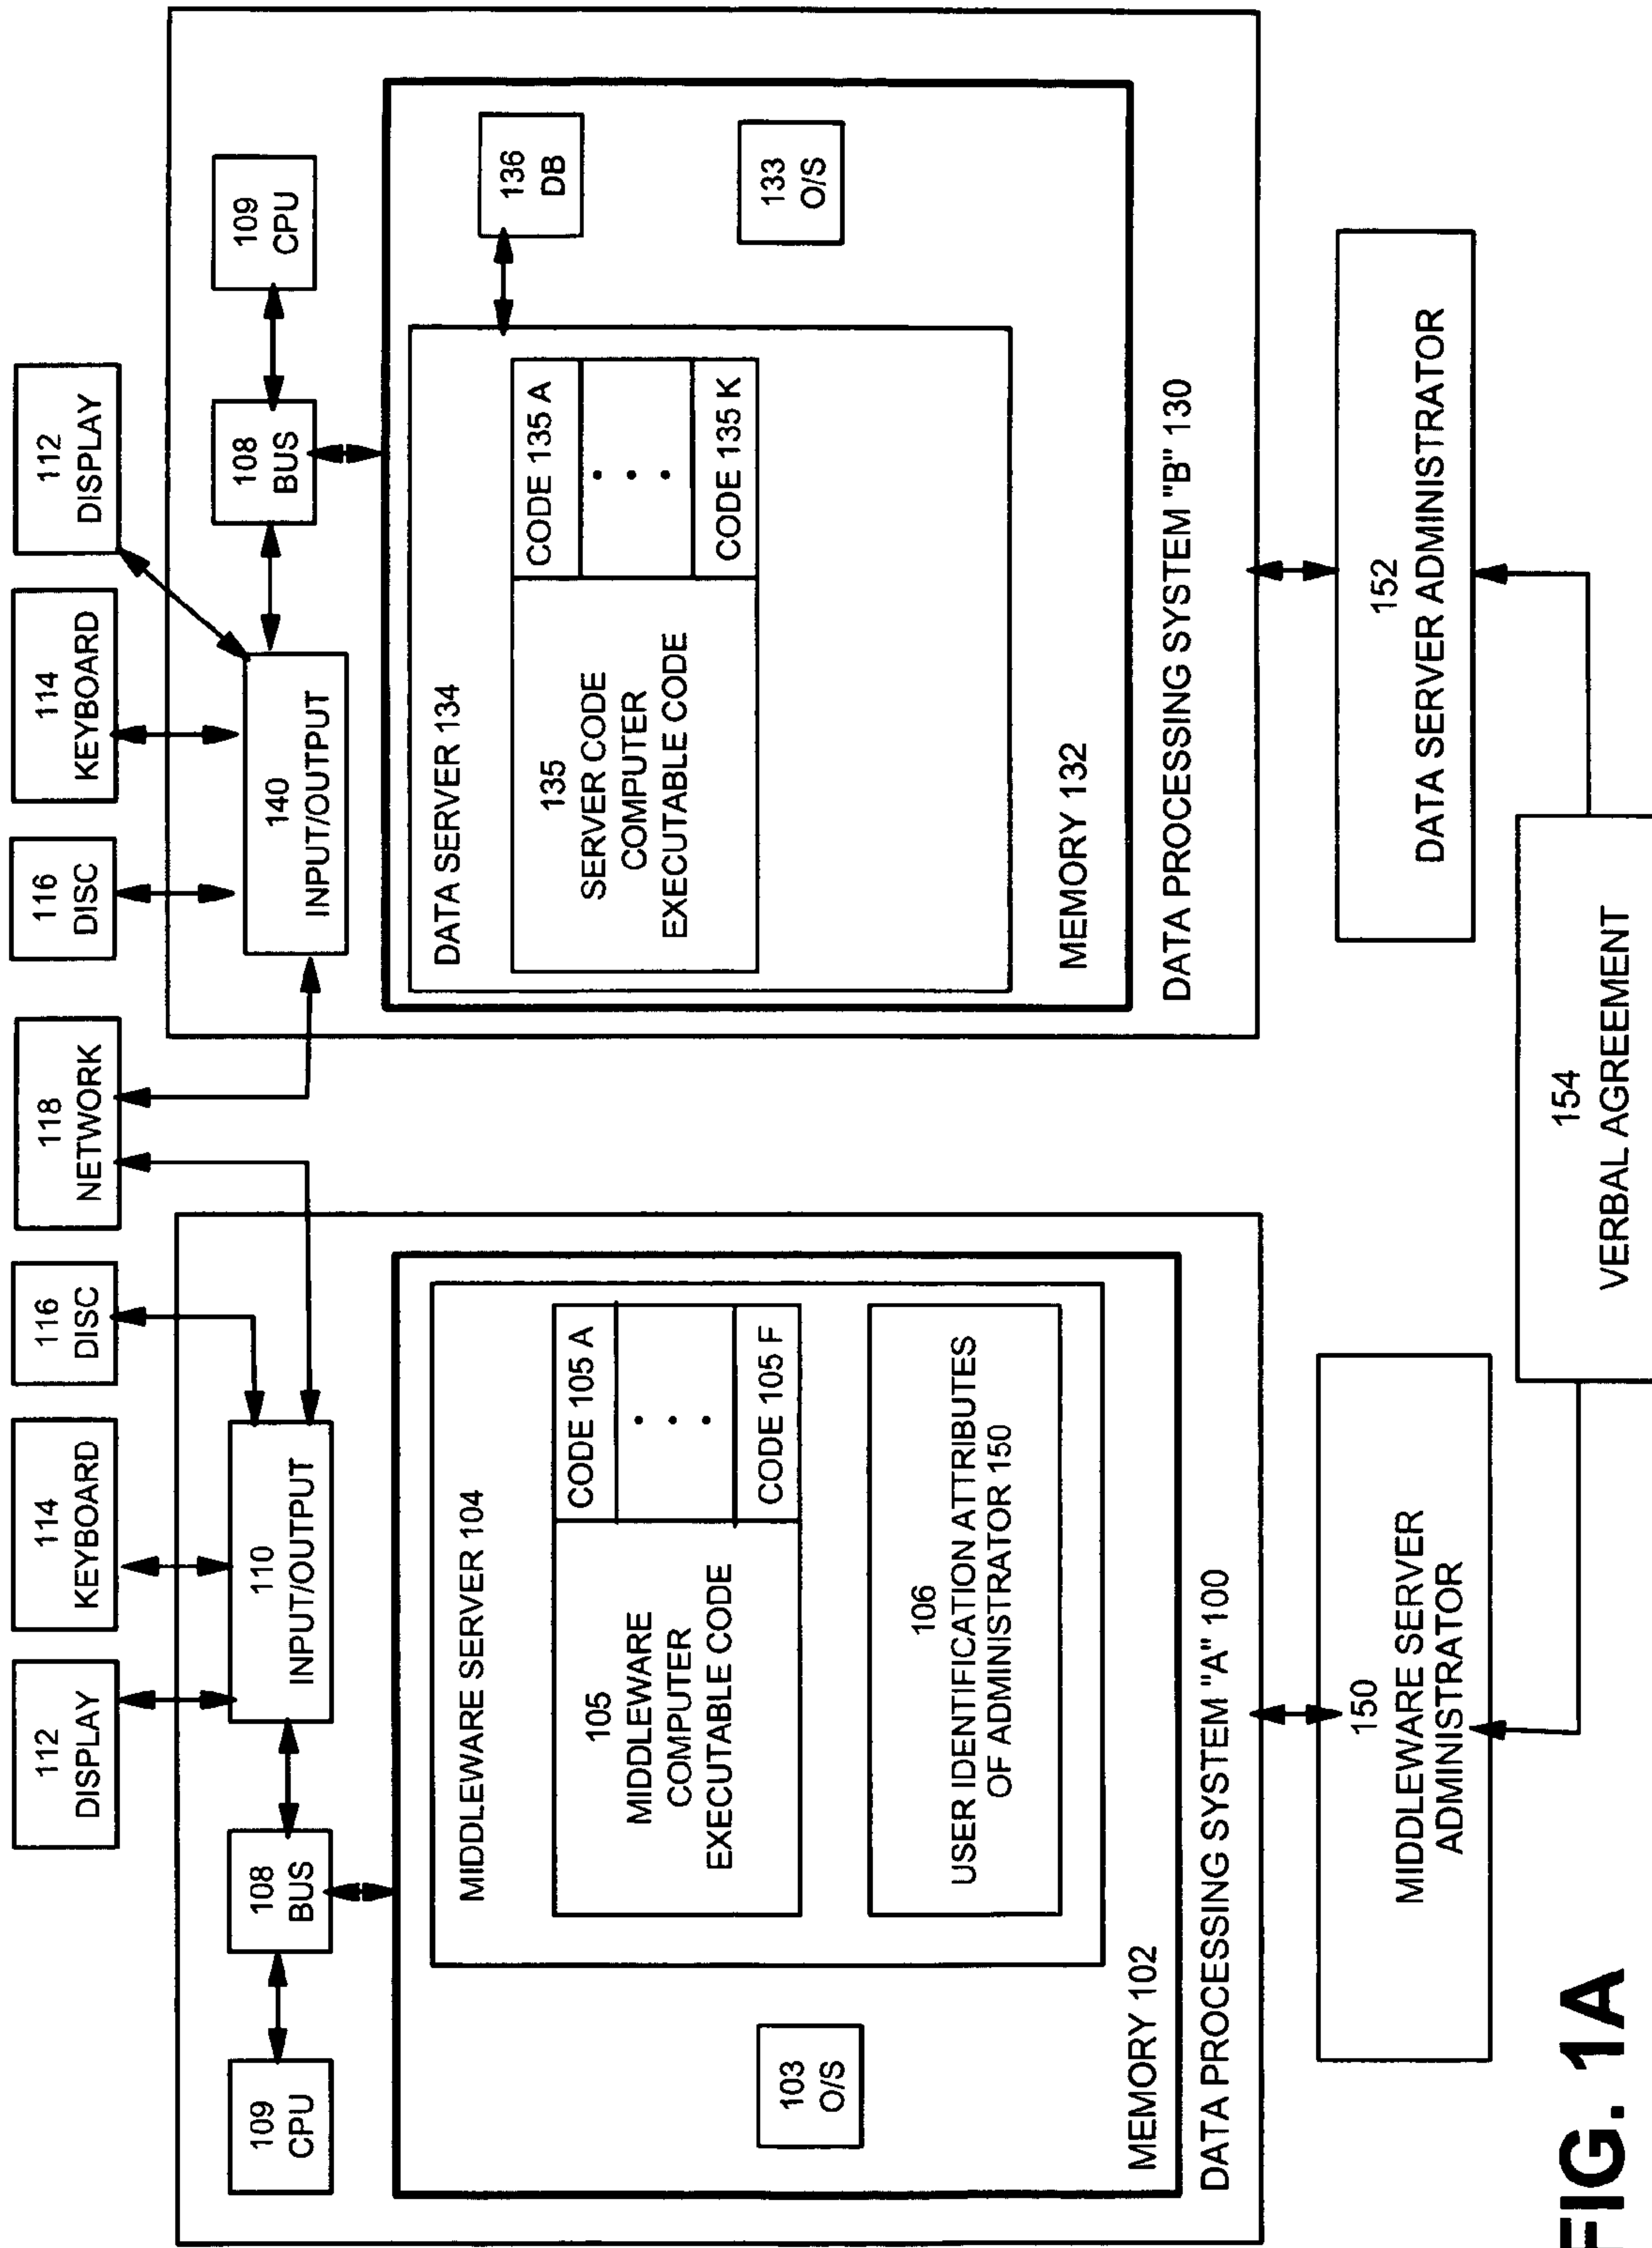 112
DISPLAY
114
KEYBOARD
116
DISC
118
NETWORK
116
DISC
114
KEYBOARD
112
DISPLAY
109
CPU
108
BUS
110
INPUT/OUTPUT
MIDDLEWARE SERVER 104
105
MIDDLEWARE
COMPUTER
EXECUTABLE CODE
CODE 105 A
. . .
CODE 105 F
106
USER IDENTIFICATION ATTRIBUTES
OF ADMINISTRATOR 150
103
O/S
MEMORY 102
DATA PROCESSING SYSTEM "A" 100
140
INPUT/OUTPUT
108
BUS
109
CPU
DATA SERVER 134
135
SERVER CODE
COMPUTER
EXECUTABLE CODE
CODE 135 A
. . .
CODE 135 K
136
DB
133
O/S
MEMORY 132
DATA PROCESSING SYSTEM "B" 130
150
MIDDLEWARE SERVER
ADMINISTRATOR
152
DATA SERVER ADMINISTRATOR
154
VERBAL AGREEMENT
FIG. 1A